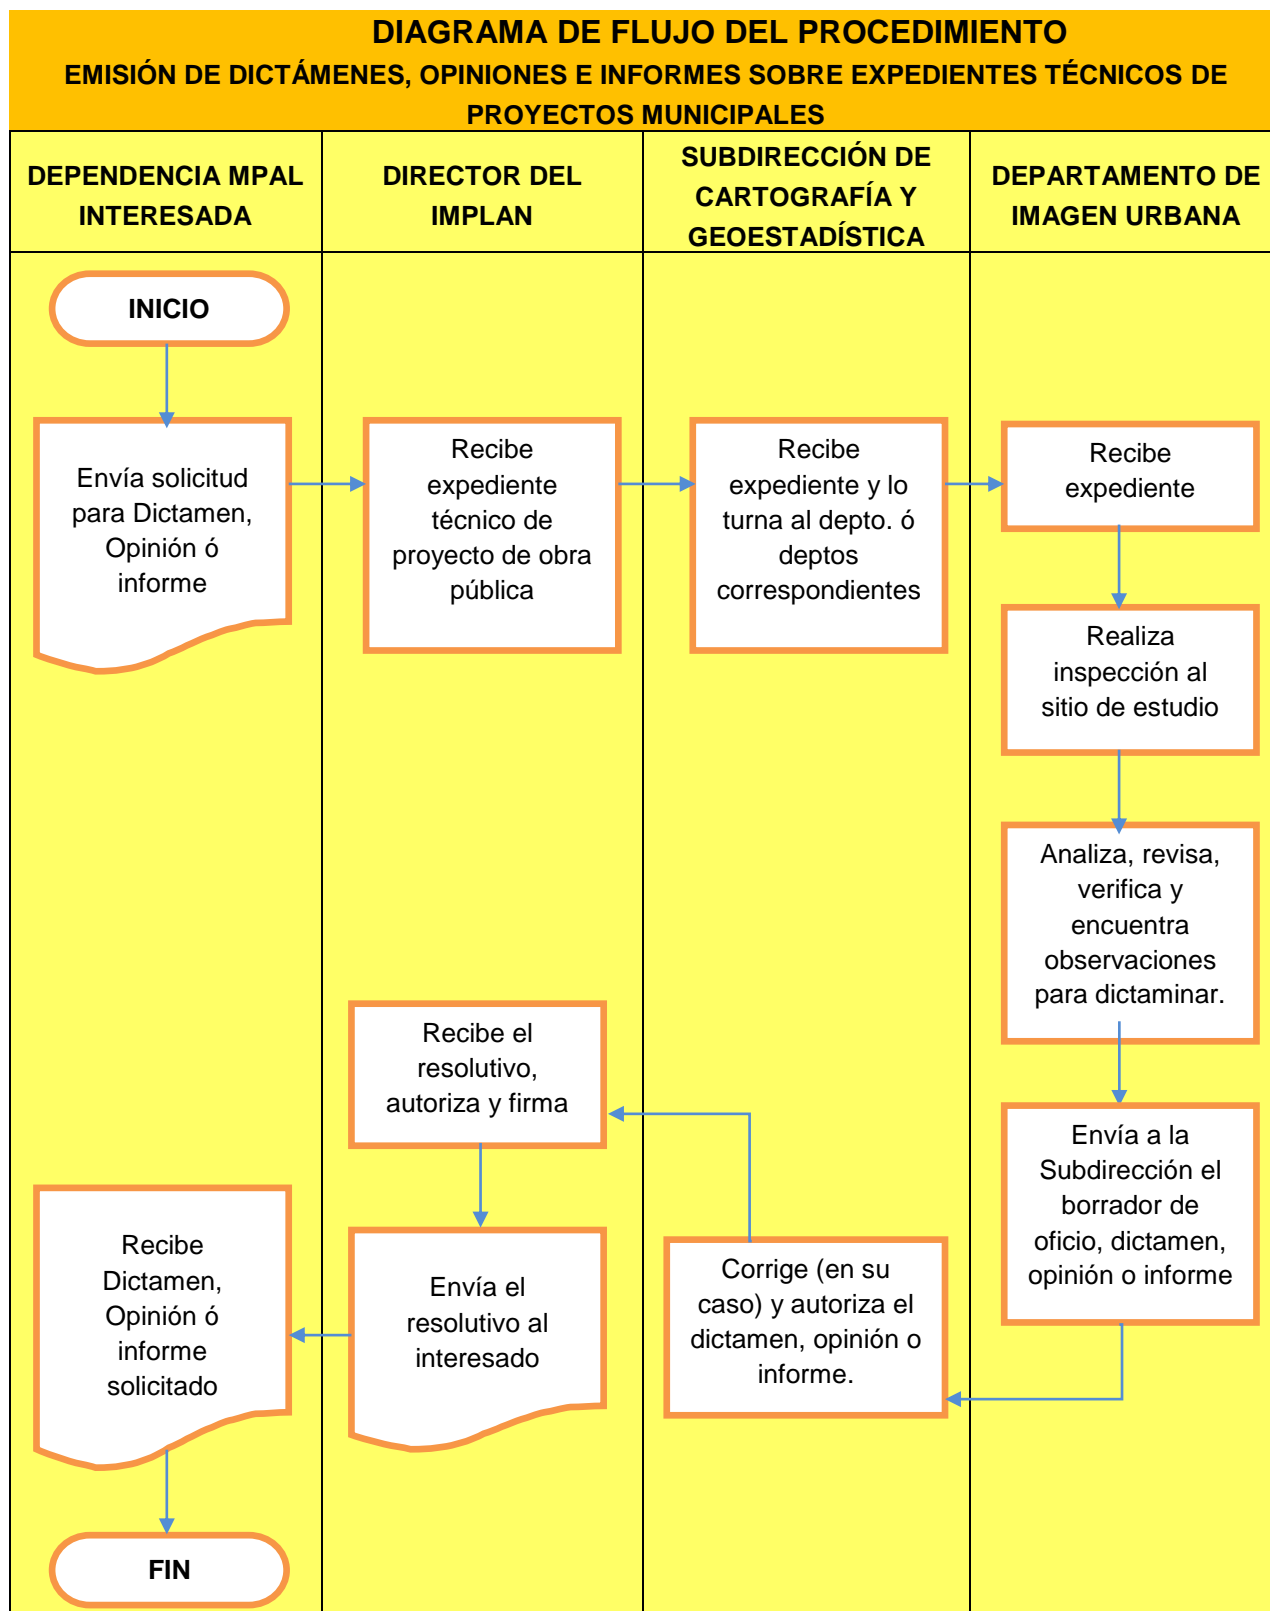 DIAGRAMA DE FLUJO DEL PROCEDIMIENTO
EMISIÓN DE DICTÁMENES, OPINIONES E INFORMES SOBRE EXPEDIENTES TÉCNICOS DE
PROYECTOS MUNICIPALES
DEPENDENCIA MPAL
INTERESADA
DIRECTOR DEL
IMPLAN
SUBDIRECCIÓN DE
CARTOGRAFÍA Y
GEOESTADÍSTICA
DEPARTAMENTO DE
IMAGEN URBANA
INICIO
Envía solicitud
para Dictamen,
Opinión ó
informe
Recibe
expediente
técnico de
proyecto de obra
pública
Recibe
expediente y lo
turna al depto. ó
deptos
correspondientes
Recibe
expediente
Realiza
inspección al
sitio de estudio
Analiza, revisa,
verifica y
encuentra
observaciones
para dictaminar.
Envía a la
Subdirección el
borrador de
oficio, dictamen,
opinión o informe
Corrige (en su
caso) y autoriza el
dictamen, opinión o
informe.
Recibe el
resolutivo,
autoriza y firma
Envía el
resolutivo al
interesado
Recibe
Dictamen,
Opinión ó
informe
solicitado
FIN